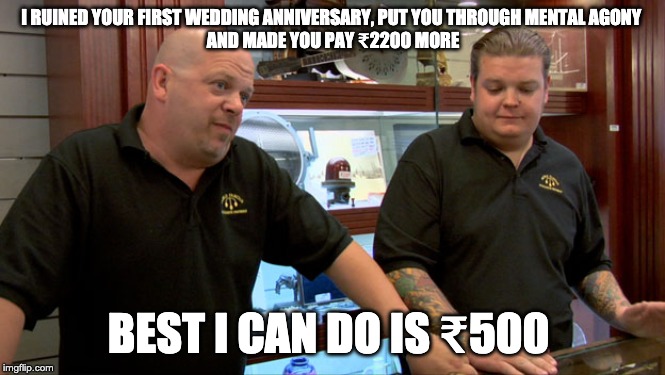 I RUINED YOUR FIRST WEDDING ANNIVERSARY, PUT YOU THROUGH MENTAL AGONY
AND MADE YOU PAY ₹2200 MORE
BEST I CAN DO IS ₹500
imgflip.com